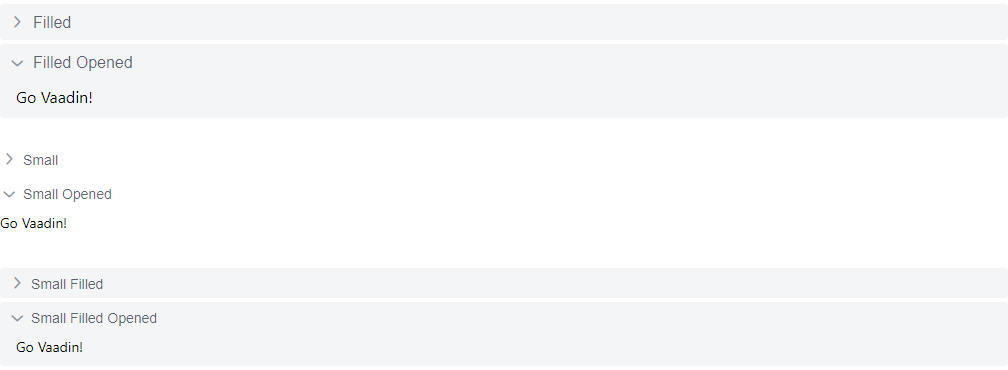 Filled
Filled Opened
Go Vaadin!
Small
Small Opened
Go Vaadin!
Small Filled
Small Filled Opened
Go Vaadin!